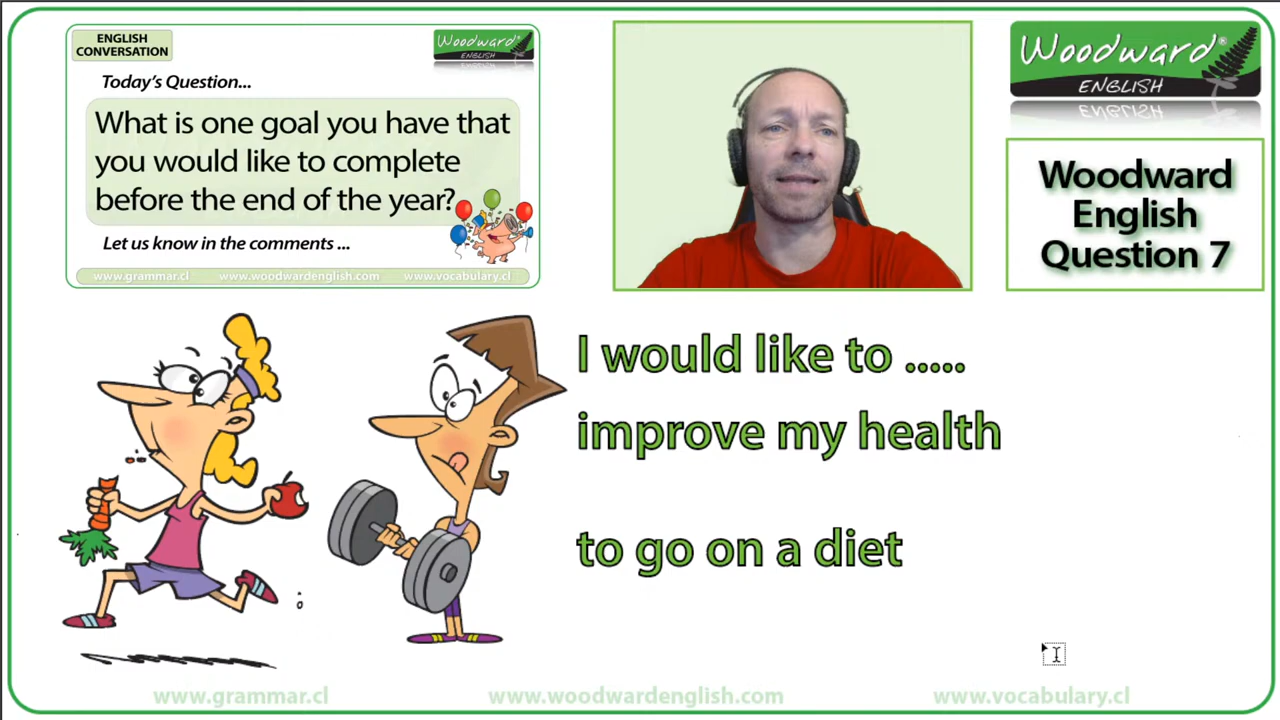 ENGLISH
CONVERSATION
Woodward
ENGLISH
Today's Question...
What is one goal you have that
you would like to complete
before the end of the year?
Let us know in the comments ...
www.grammar.cl www.woodwardenglish.com www.vocabulary.cl
Woodward®
ENGLISH
Woodward
English
Question 7
I would like to .....
improve my health
to go on a diet
www.grammar.cl www.woodwardenglish.com www.vocabulary.cl